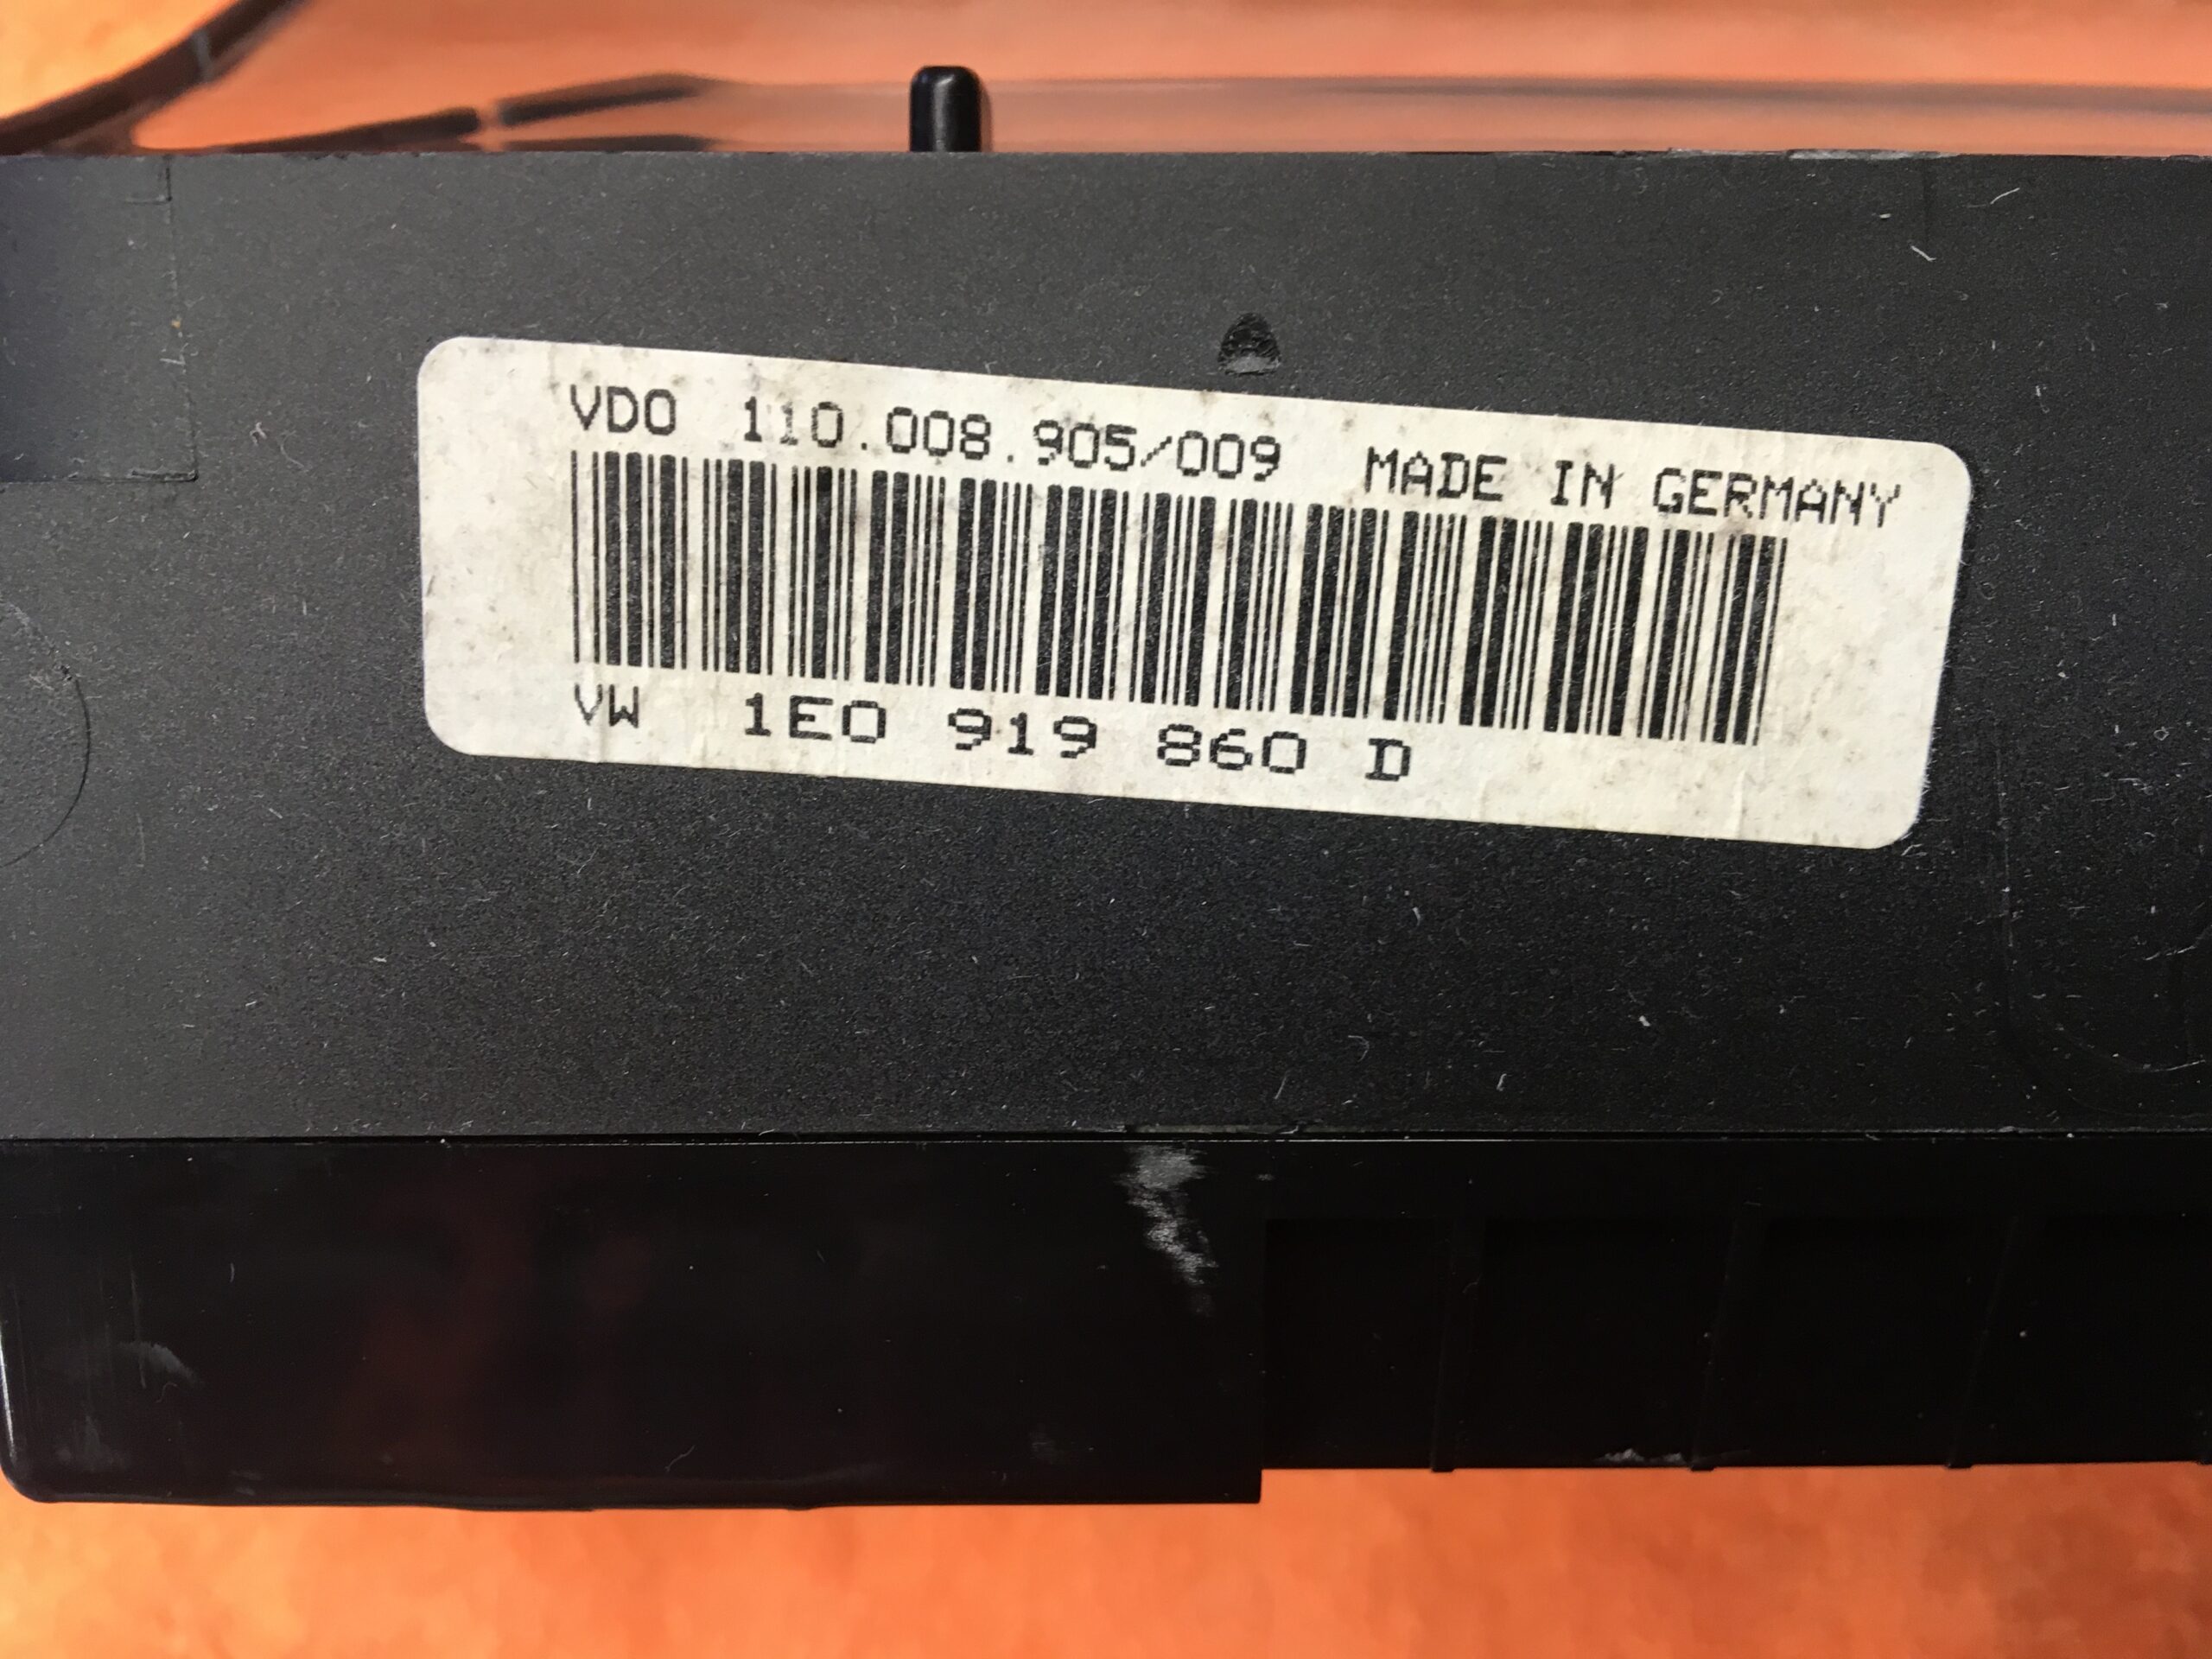 VDO 110.008.905/009 MADE IN GERMANY
VW 1E0 919 860 D